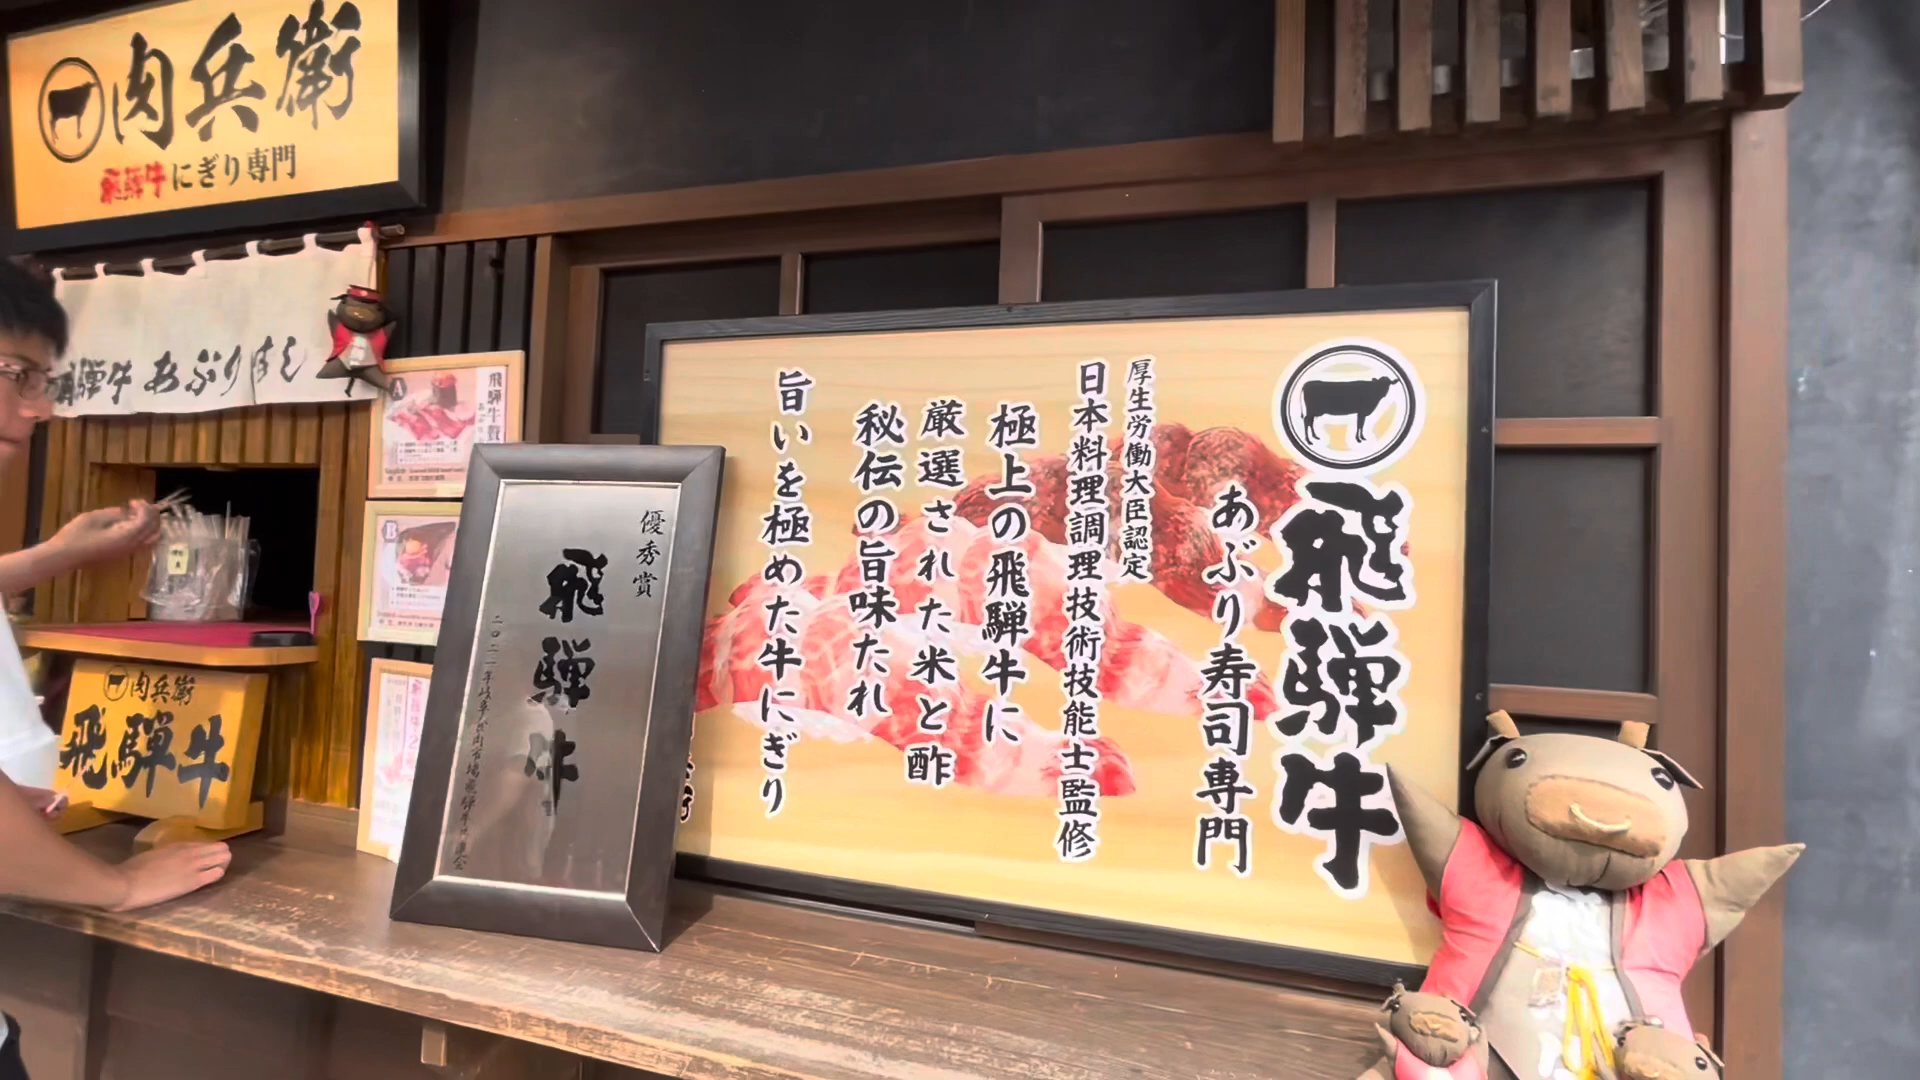 肉兵衛
飛騨牛にぎり専門
飛騨牛 あぶりすし
A
飛騨牛
B
肉兵衛
飛騨牛
優秀賞
飛騨牛
飛騨牛
あぶり寿司専門
厚生労働大臣認定
日本料理調理技術技能士監修
極上の飛騨牛に
厳選された米と酢
秘伝の旨味たれ
旨いを極めた牛にぎり